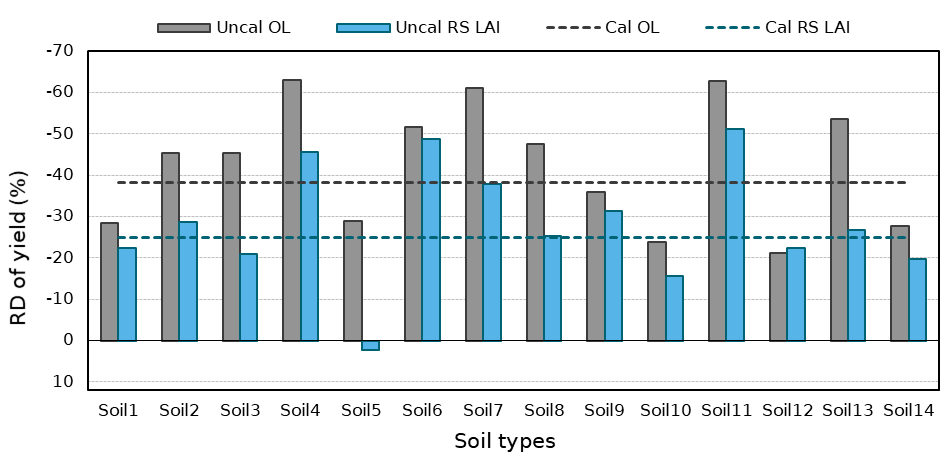 Uncal OL Uncal RS LAI Cal OL Cal RS LAI
-70
-60
-50
-40
-30
-20
-10
0
10
RD of yield (%)
Soil1 Soil2 Soil3 Soil4 Soil5 Soil6 Soil7 Soil8 Soil9 Soil10 Soil11 Soil12 Soil13 Soil14
Soil types